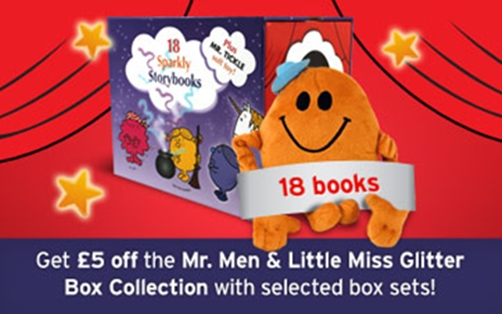 18
Sparkly
Storybooks
Plus
MR. TICKLE
soft toy!
18 books
Get £5 off the Mr. Men & Little Miss Glitter
Box Collection with selected box sets!